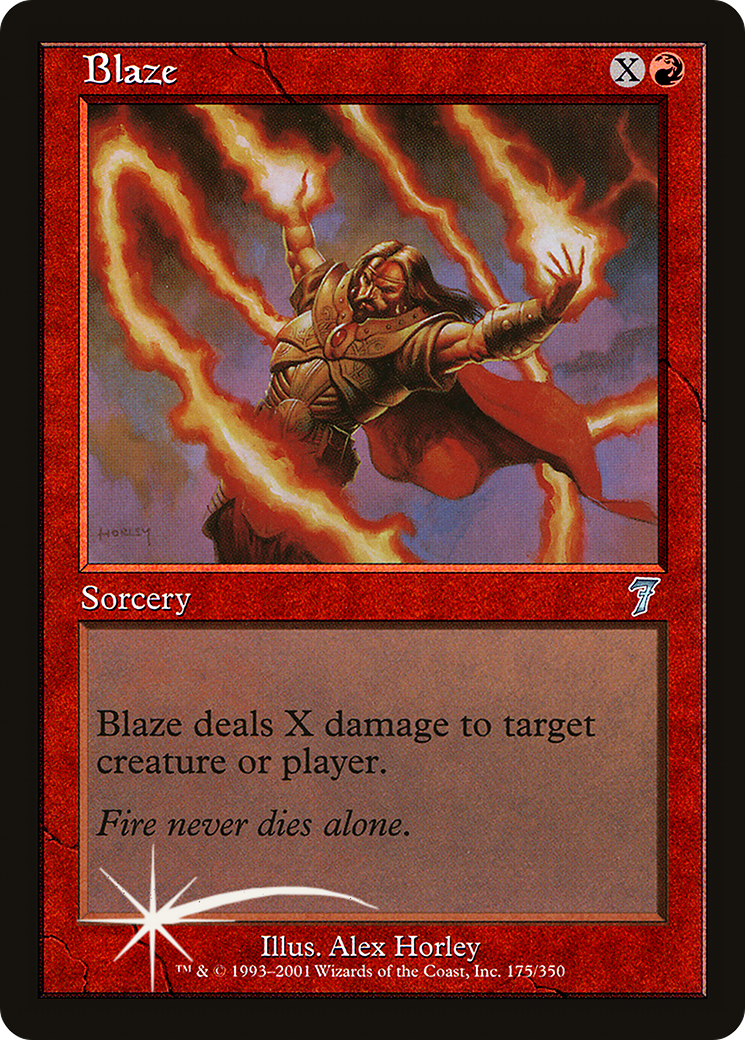 Blaze
X
HORLEY
Sorcery
7
Blaze deals X damage to target
creature or player.
Fire never dies alone.
Illus. Alex Horley
™ & © 1993–2001 Wizards of the Coast, Inc. 175/350